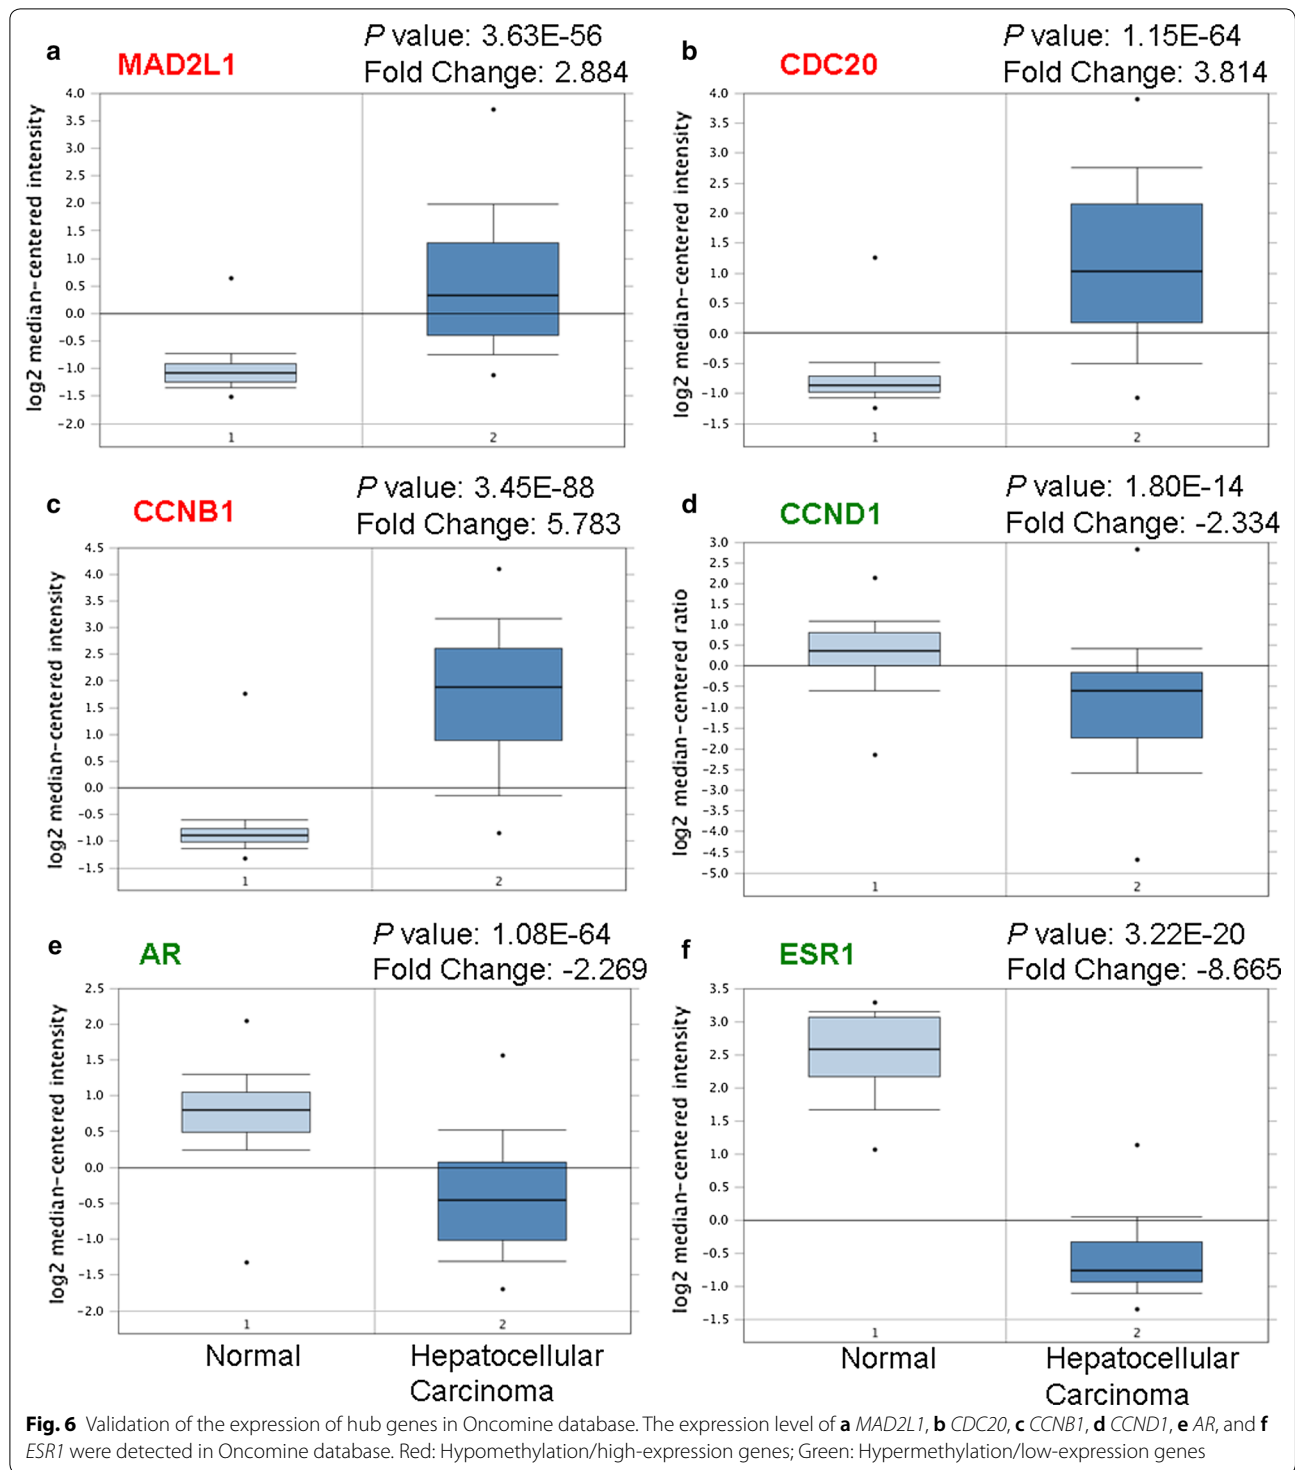 a
MAD2L1
P value: 3.63E-56
Fold Change: 2.884
log2 median-centered intensity
4.0
3.5
3.0
2.5
2.0
1.5
1.0
0.5
0.0
-0.5
-1.0
-1.5
-2.0
1
2
b
CDC20
P value: 1.15E-64
Fold Change: 3.814
log2 median-centered intensity
4.0
3.5
3.0
2.5
2.0
1.5
1.0
0.5
0.0
-0.5
-1.0
-1.5
1
2
c
CCNB1
P value: 3.45E-88
Fold Change: 5.783
log2 median-centered intensity
4.5
4.0
3.5
3.0
2.5
2.0
1.5
1.0
0.5
0.0
-0.5
-1.0
-1.5
1
2
d
CCND1
P value: 1.80E-14
Fold Change: -2.334
log2 median-centered ratio
3.0
2.5
2.0
1.5
1.0
0.5
0.0
-0.5
-1.0
-1.5
-2.0
-2.5
-3.0
-3.5
-4.0
-4.5
-5.0
1
2
e
AR
P value: 1.08E-64
Fold Change: -2.269
log2 median-centered intensity
2.5
2.0
1.5
1.0
0.5
0.0
-0.5
-1.0
-1.5
-2.0
1
2
Normal
Hepatocellular
Carcinoma
f
ESR1
P value: 3.22E-20
Fold Change: -8.665
log2 median-centered intensity
3.5
3.0
2.5
2.0
1.5
1.0
0.5
0.0
-0.5
-1.0
-1.5
1
2
Normal
Hepatocellular
Carcinoma
Fig. 6 Validation of the expression of hub genes in Oncomine database. The expression level of a MAD2L1, b CDC20, c CCNB1, d CCND1, e AR, and f
ESR1 were detected in Oncomine database. Red: Hypomethylation/high-expression genes; Green: Hypermethylation/low-expression genes